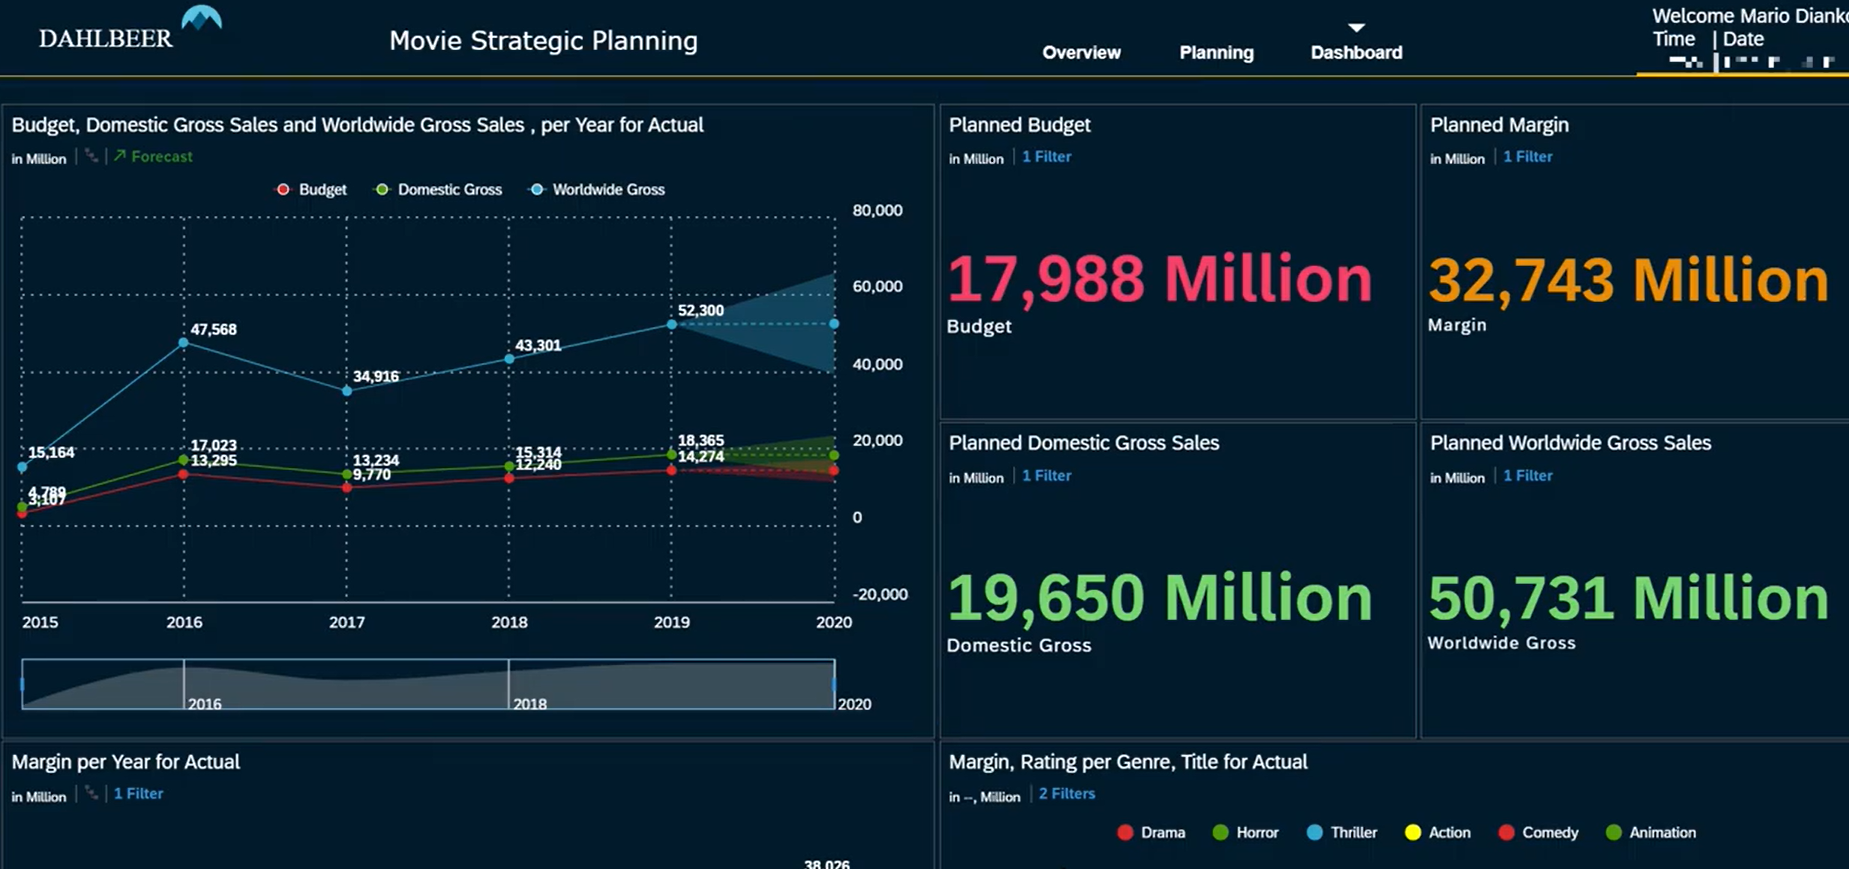 DAHLBEER
Movie Strategic Planning
Overview
Planning
Dashboard
Welcome Mario
Time | Date
Budget, Domestic Gross Sales and Worldwide Gross Sales , per Year for Actual
in Million
Forecast
Budget
Domestic Gross
Worldwide Gross
80,000
60,000
40,000
20,000
0
-20,000
15,164
47,568
34,916
43,301
52,300
4,789
17,023
13,234
15,314
18,365
3,107
13,295
9,770
12,240
14,274
2015
2016
2017
2018
2019
2020
2016
2018
2020
Planned Budget
in Million
1 Filter
17,988 Million
Budget
Planned Margin
in Million
1 Filter
32,743 Million
Margin
Planned Domestic Gross Sales
in Million
1 Filter
19,650 Million
Domestic Gross
Planned Worldwide Gross Sales
in Million
1 Filter
50,731 Million
Worldwide Gross
Margin per Year for Actual
in Million
1 Filter
38,026
Margin, Rating per Genre, Title for Actual
in --, Million
2 Filters
Drama
Horror
Thriller
Action
Comedy
Animation